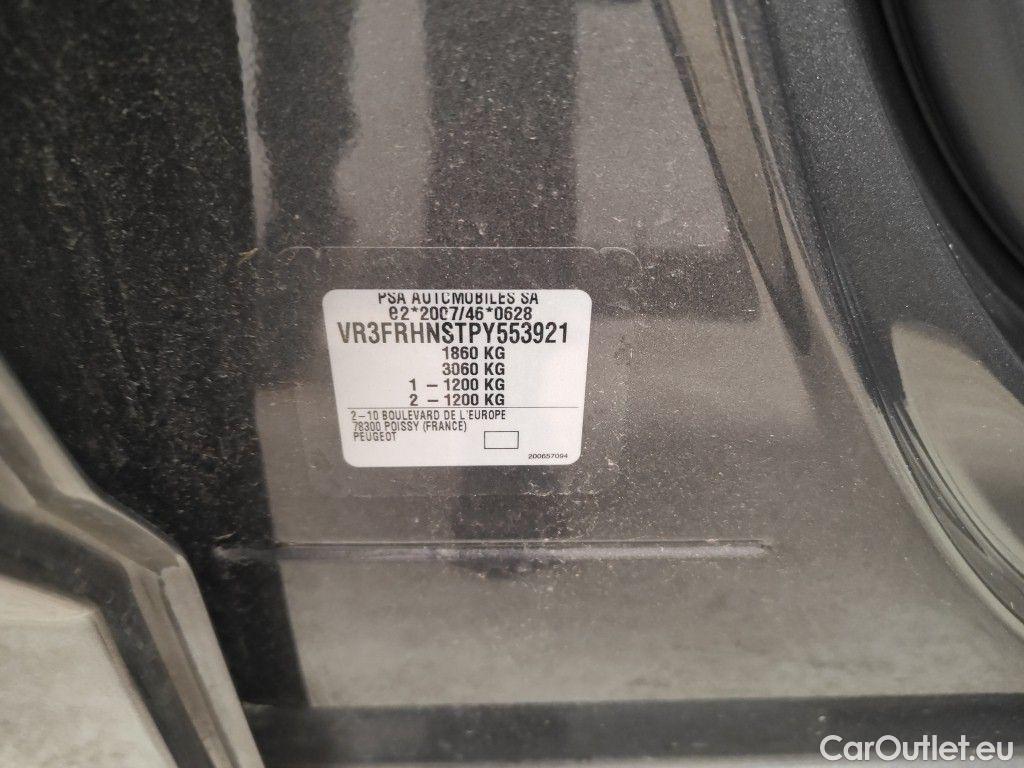 PSA AUTOMOBILES SA
e2*2007/46*0628
VR3FRHNSTPY553921
1860 KG
3060 KG
1 - 1200 KG
2 - 1200 KG
2-10 BOULEVARD DE L'EUROPE
78300 POISSY (FRANCE)
PEUGEOT
200657094
CarOutlet.eu